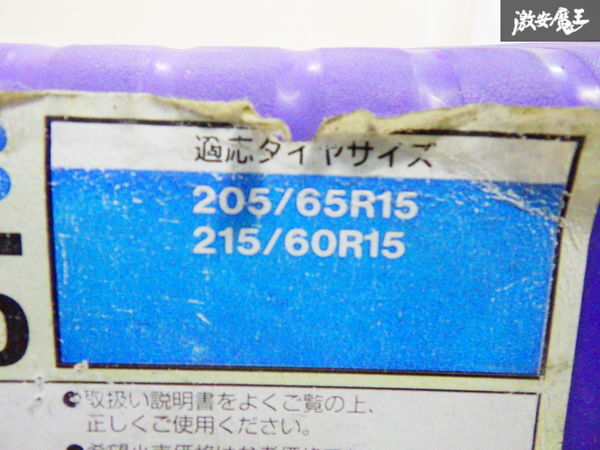 激安魔王
適応タイヤサイズ
205/65R15
215/60R15
●取扱い説明書をよくご覧の上、
正しくご使用ください。